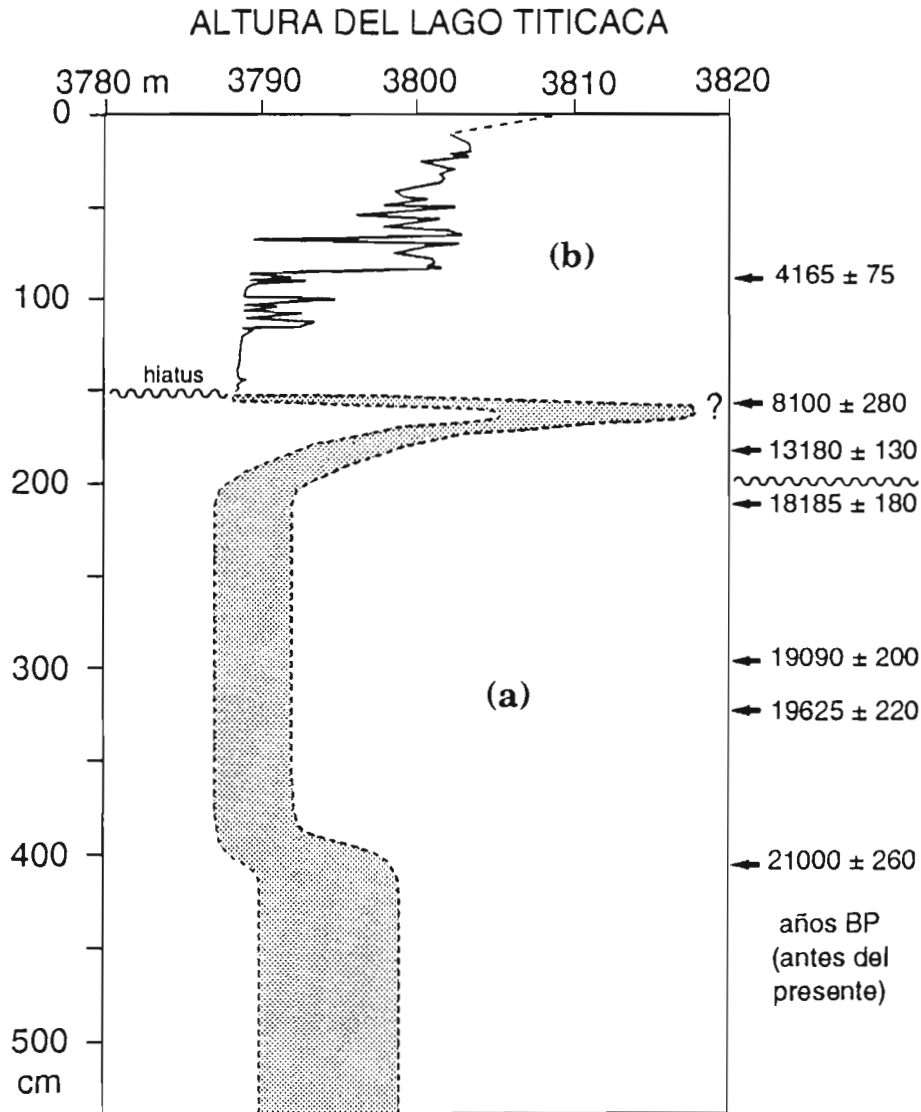 ALTURA DEL LAGO TITICACA
3780 m 3790 3800 3810 3820
0
(b)
4165 ± 75
100
hiatus
?
8100 ± 280
13180 ± 130
200
18185 ± 180
19090 ± 200
300
(a)
19625 ± 220
400
21000 ± 260
años BP
(antes del
presente)
500
cm